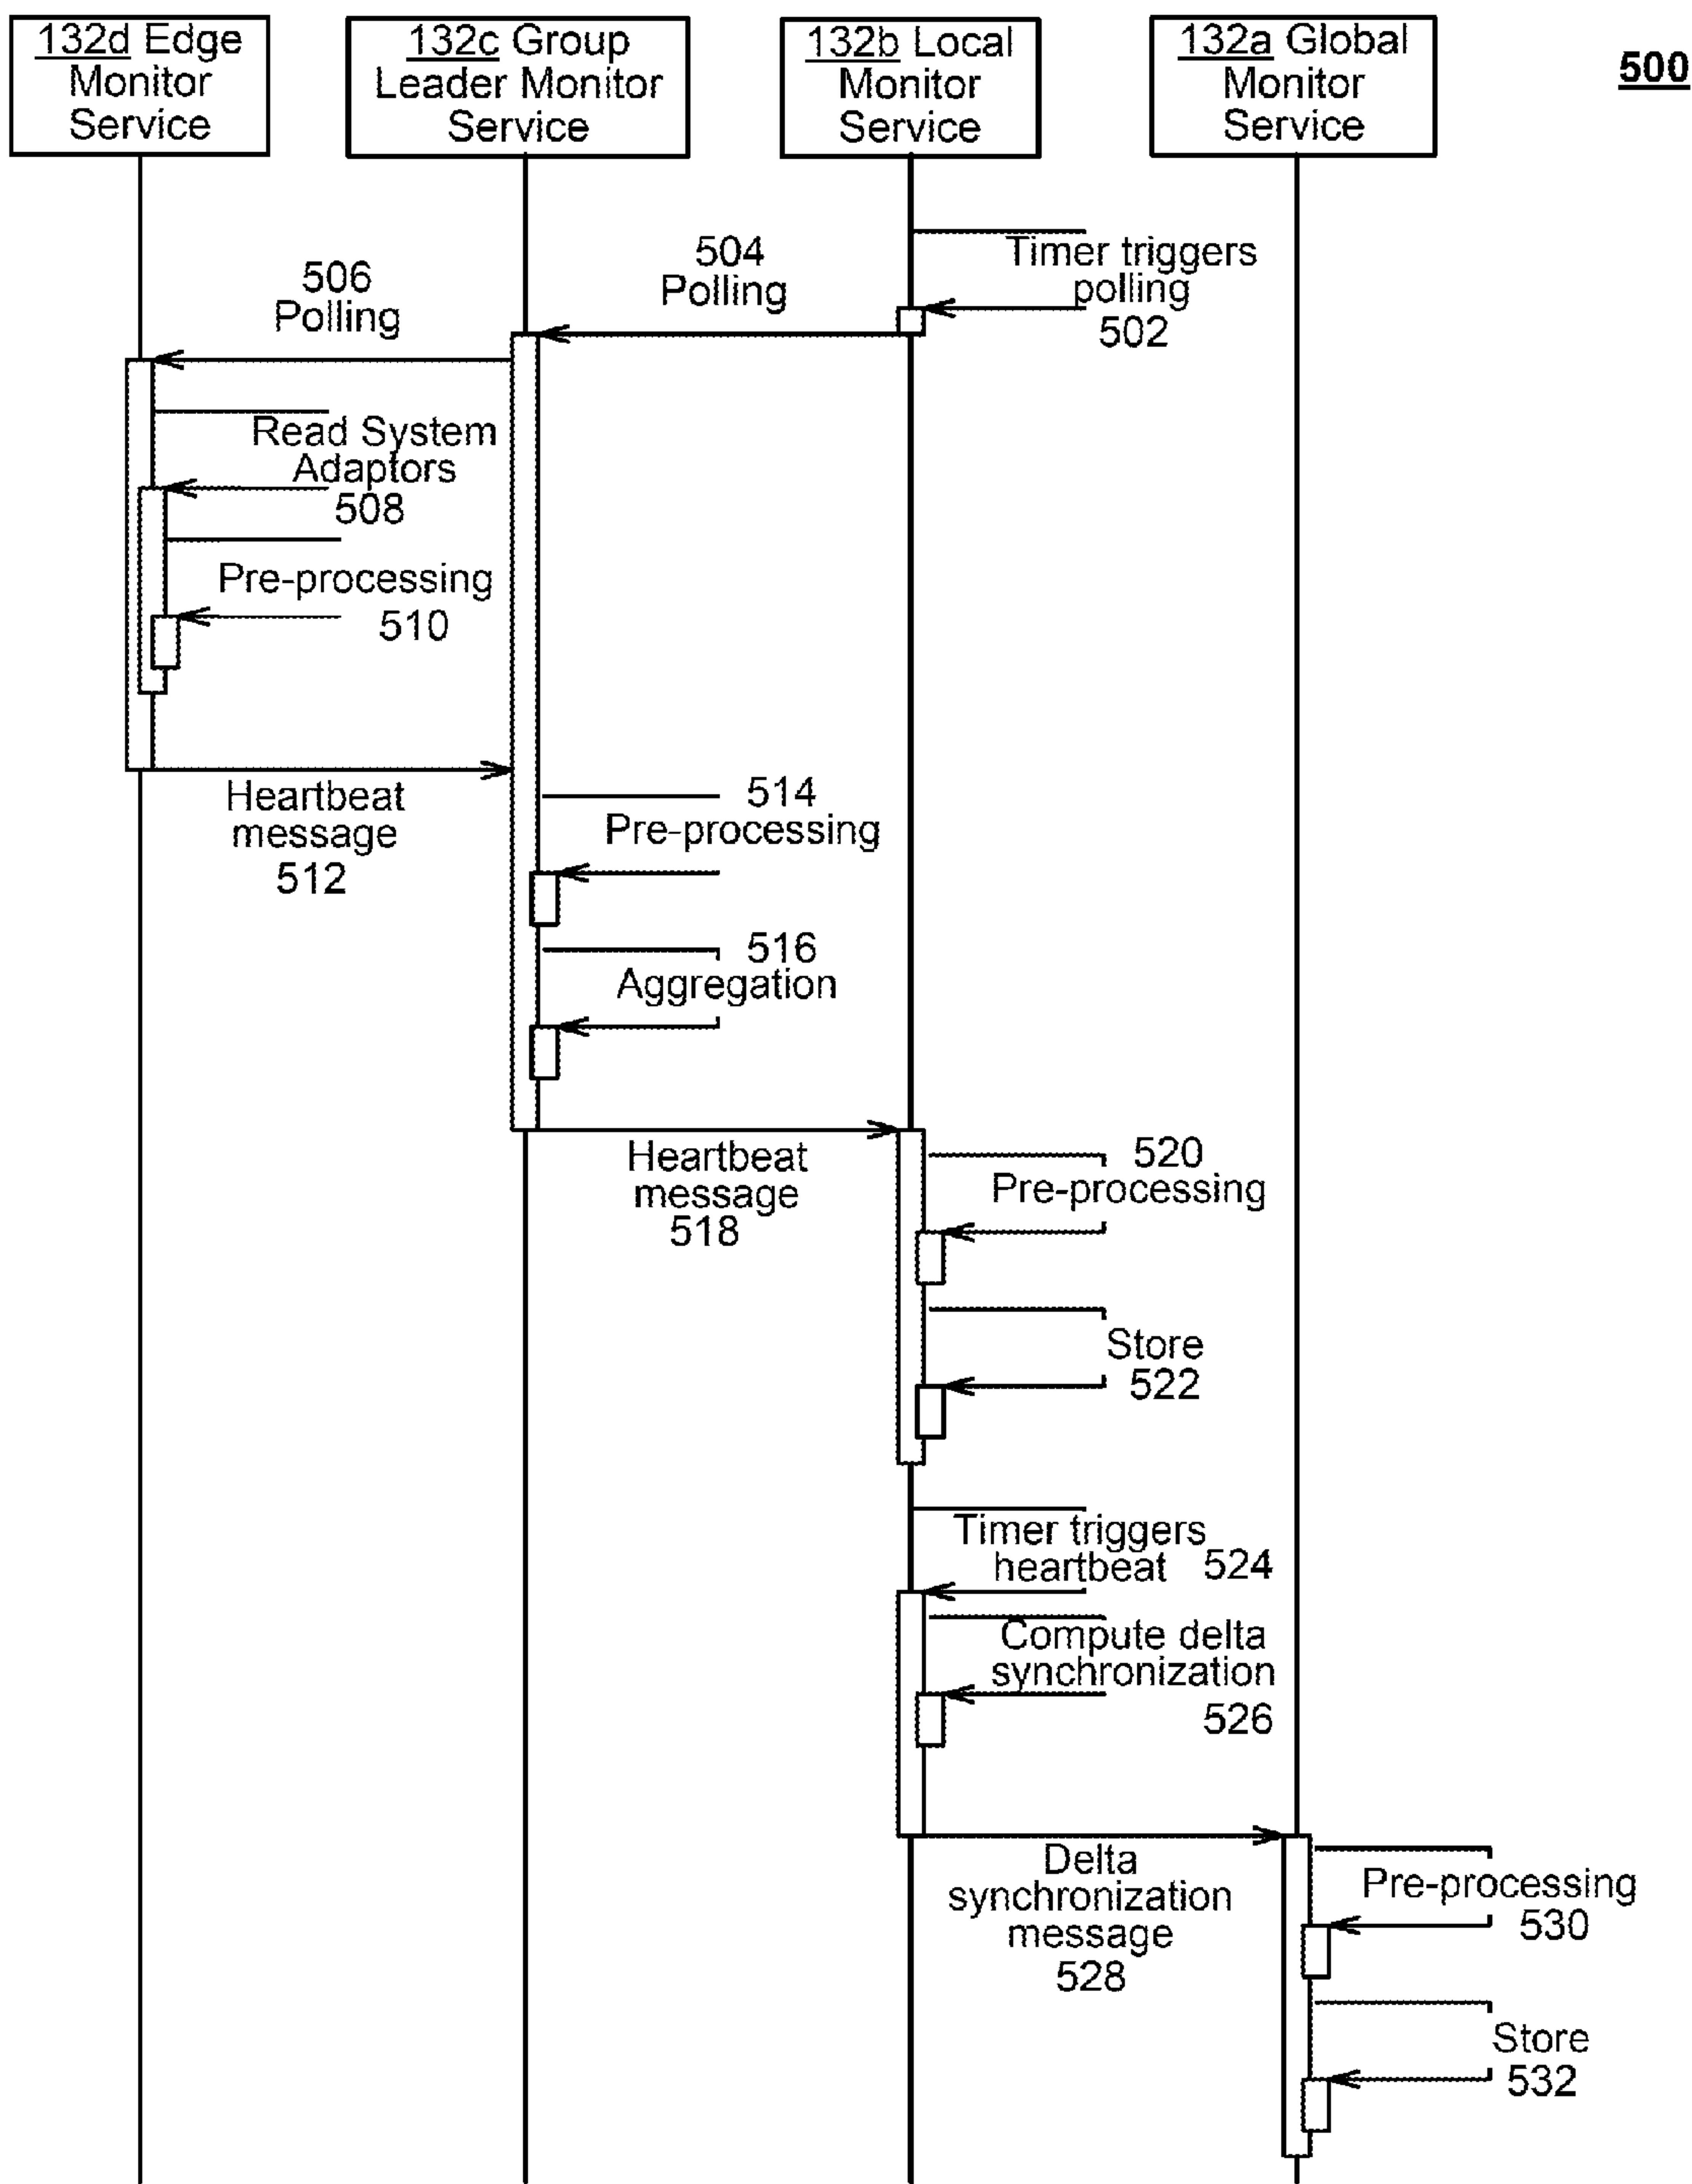 132d Edge
Monitor
Service
132c Group
Leader Monitor
Service
132b Local
Monitor
Service
132a Global
Monitor
Service
500
Timer triggers
polling
502
504
Polling
506
Polling
Read System
Adaptors
508
Pre-processing
510
Heartbeat
message
512
514
Pre-processing
516
Aggregation
Heartbeat
message
518
520
Pre-processing
Store
522
Timer triggers
heartbeat 524
Compute delta
synchronization
526
Delta
synchronization
message
528
Pre-processing
530
Store
532